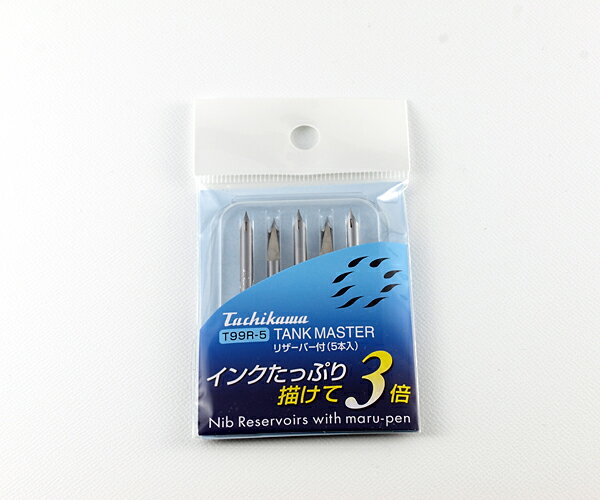 Tachikawa
T99R-5 TANK MASTER
リザーバー付(5本入)
インクたっぷり
描けて3倍
Nib Reservoirs with maru-pen